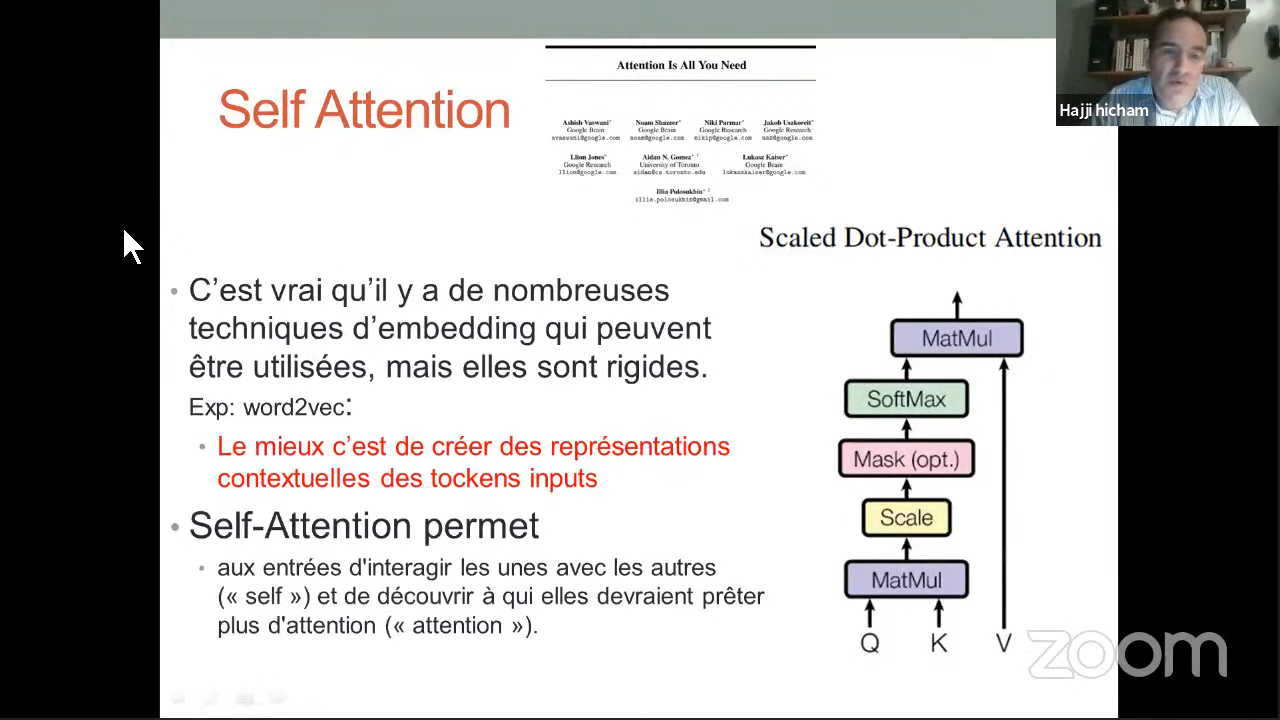 Self Attention
Attention Is All You Need
Ashish Vaswani* Noam Shazeer* Niki Parmar* Jakob Uszkoreit*
Google Brain Google Brain Google Research Google Research
avaswani@google.com noam@google.com nikip@google.com usz@google.com
Llion Jones* Aidan N. Gomez* † Łukasz Kaiser*
Google Research University of Toronto Google Brain
llion@google.com aidan@cs.toronto.edu lukaszkaiser@google.com
Illia Polosukhin* ‡
illia.polosukhin@gmail.com
Hajji hicham
Scaled Dot-Product Attention
• C’est vrai qu’il y a de nombreuses
techniques d’embedding qui peuvent
être utilisées, mais elles sont rigides.
Exp: word2vec:
• Le mieux c’est de créer des représentations
contextuelles des tockens inputs
• Self-Attention permet
• aux entrées d'interagir les unes avec les autres
(« self ») et de découvrir à qui elles devraient prêter
plus d'attention (« attention »).
MatMul
SoftMax
Mask (opt.)
Scale
MatMul
Q K V
zoom